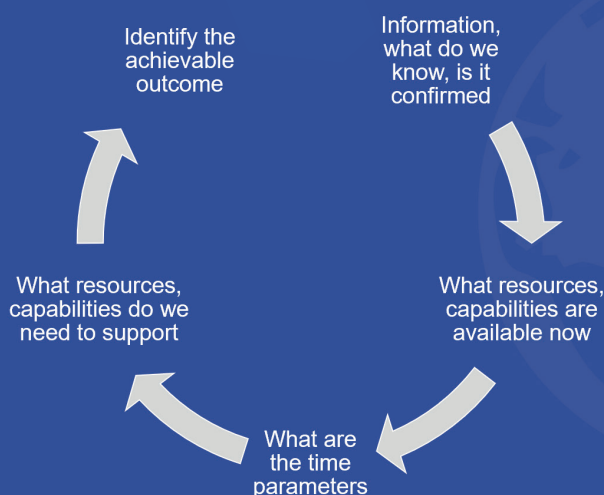 Information,
what do we
know, is it
confirmed
What resources,
capabilities are
available now
What are
the time
parameters
What resources,
capabilities do we
need to support
Identify the
achievable
outcome